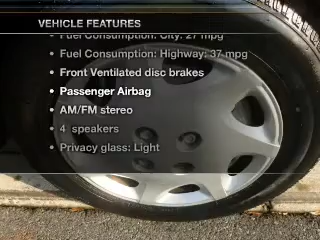 VEHICLE FEATURES
Fuel Consumption: City: 27 mpg
Fuel Consumption: Highway: 37 mpg
Front Ventilated disc brakes
Passenger Airbag
AM/FM stereo
4 speakers
Privacy glass: Light